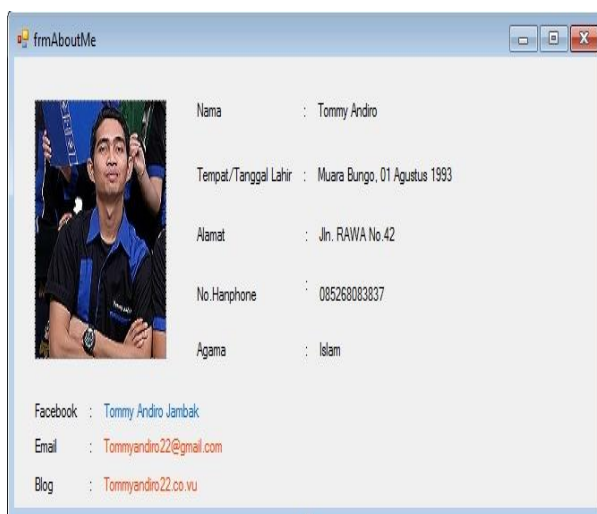 frmAboutMe
Nama : Tommy Andiro
Tempat/Tanggal Lahir : Muara Bungo, 01 Agustus 1993
Alamat : Jln. RAWA No.42
No.Hanphone : 085268083837
Agama : Islam
Facebook : Tommy Andiro Jambak
Email : Tommyandiro22@gmail.com
Blog : Tommyandiro22.co.vu